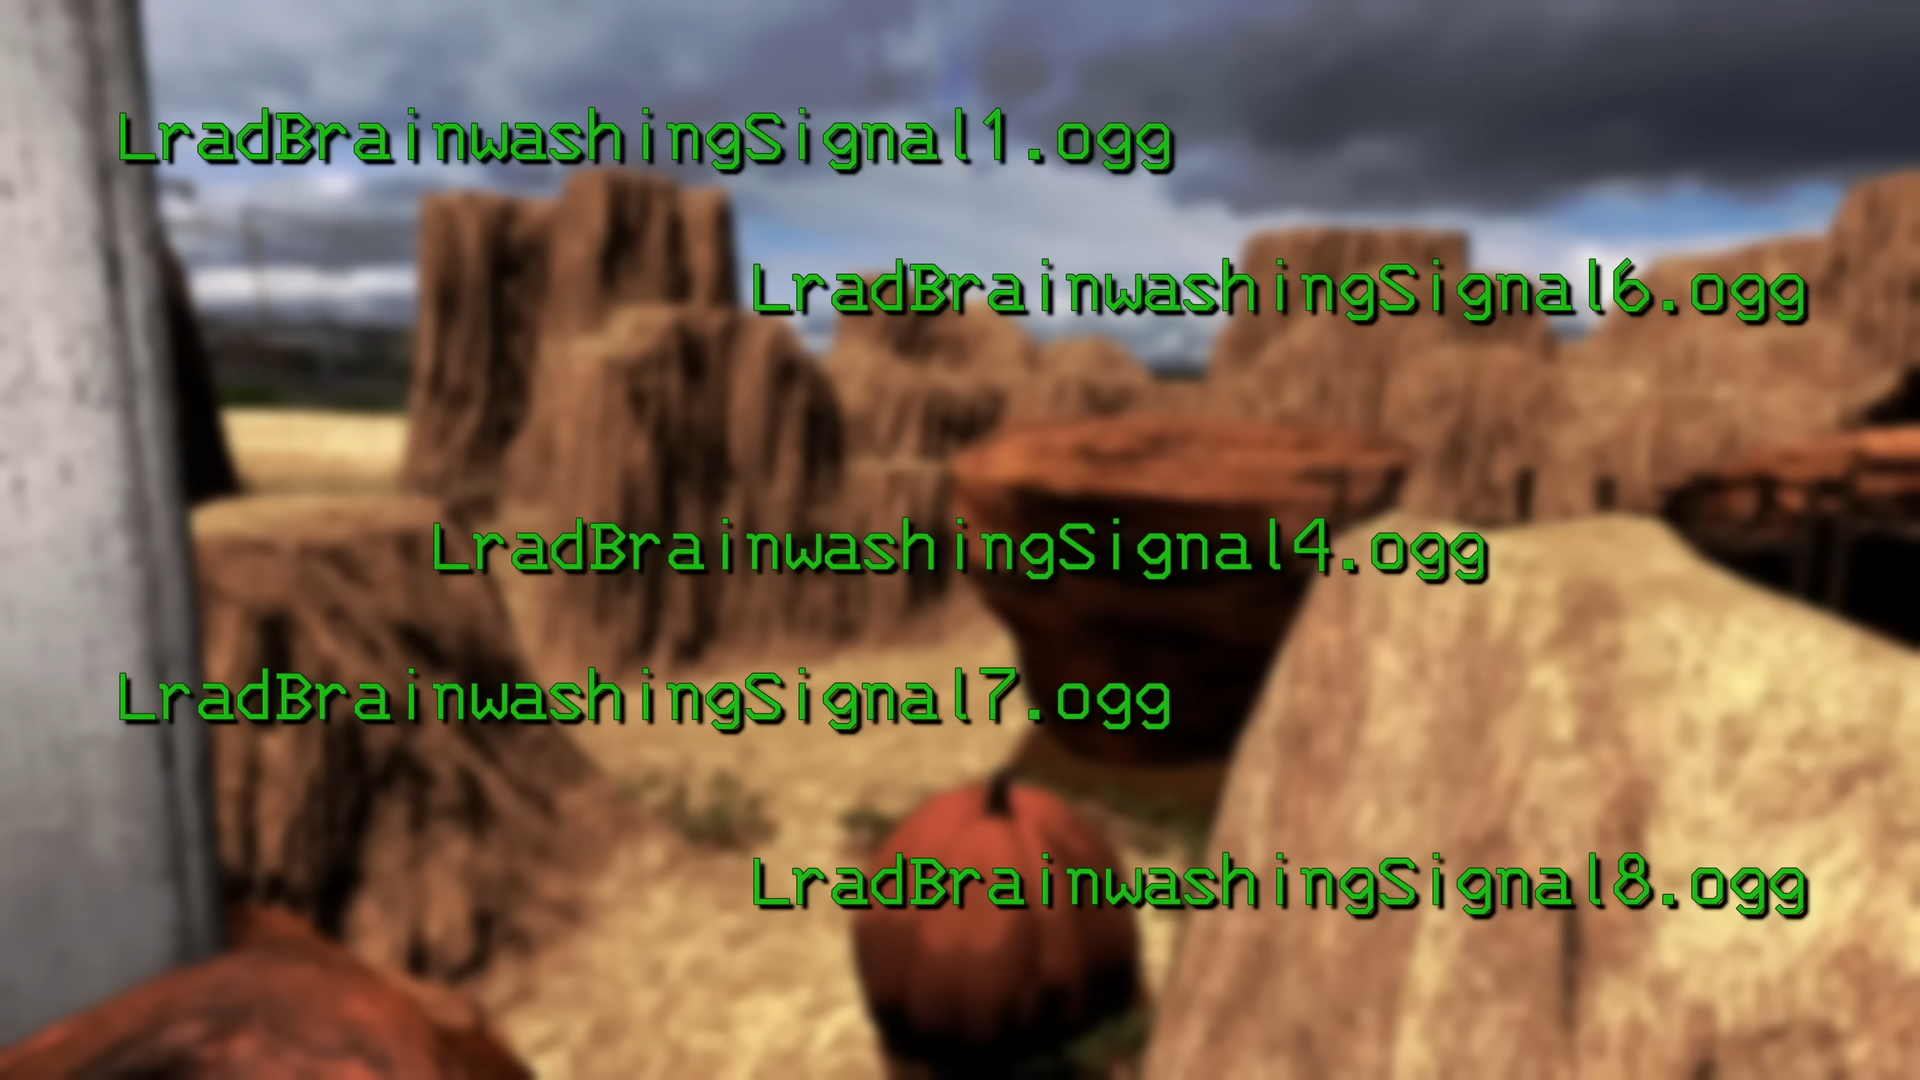 LradBrainwashingSignal1.ogg
LradBrainwashingSignal6.ogg
LradBrainwashingSignal4.ogg
LradBrainwashingSignal7.ogg
LradBrainwashingSignal8.ogg